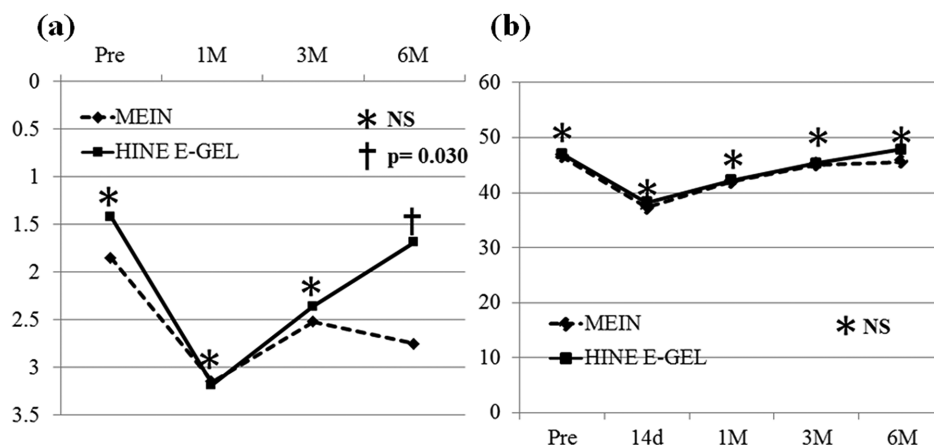 (a)
Pre 1M 3M 6M
0
0.5
1
1.5
2
2.5
3
3.5
MEIN
HINE E-GEL
* NS
† p= 0.030
*
*
*
†
(b)
60
50
40
30
20
10
0
* * * * *
MEIN
HINE E-GEL
* NS
Pre 14d 1M 3M 6M